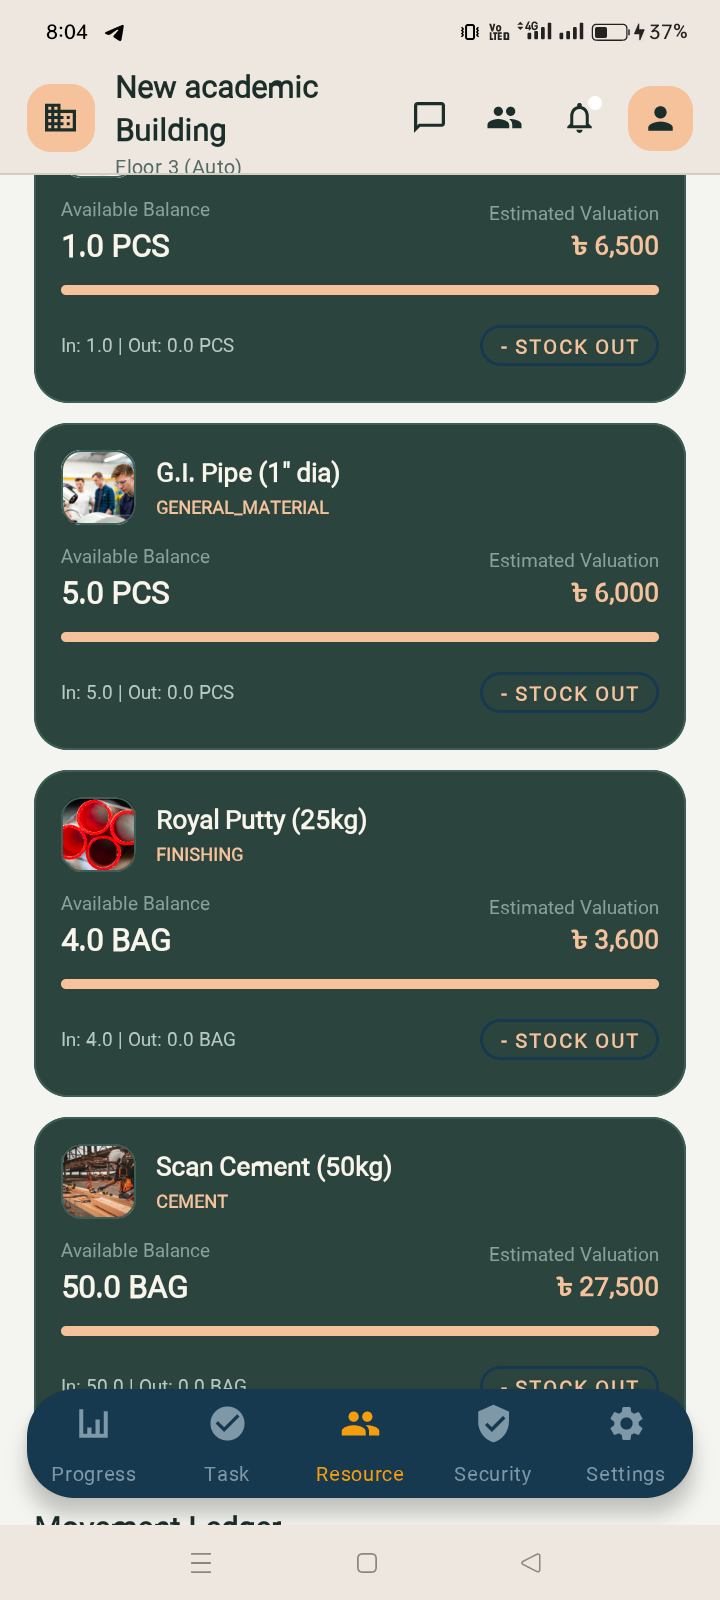 8:04
Vo LTED 4G 37%
New academic
Building
Floor 3 (Auto)
Available Balance
Estimated Valuation
1.0 PCS
৳ 6,500
In: 1.0 | Out: 0.0 PCS
- STOCK OUT
G.I. Pipe (1" dia)
GENERAL_MATERIAL
Available Balance
Estimated Valuation
5.0 PCS
৳ 6,000
In: 5.0 | Out: 0.0 PCS
- STOCK OUT
Royal Putty (25kg)
FINISHING
Available Balance
Estimated Valuation
4.0 BAG
৳ 3,600
In: 4.0 | Out: 0.0 BAG
- STOCK OUT
Scan Cement (50kg)
CEMENT
Available Balance
Estimated Valuation
50.0 BAG
৳ 27,500
In: 50.0 | Out: 0.0 BAG
- STOCK OUT
Progress
Task
Resource
Security
Settings
Movement Ledger